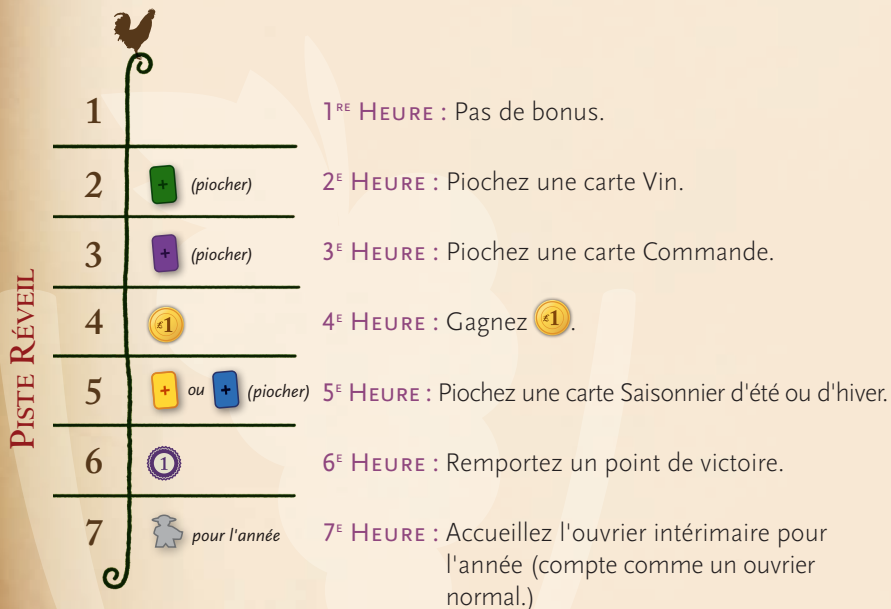 PISTE RÉVEIL
1 1RE HEURE : Pas de bonus.
2 + (piocher) 2E HEURE : Piochez une carte Vin.
3 + (piocher) 3E HEURE : Piochez une carte Commande.
4 £1 4E HEURE : Gagnez £1.
5 + ou + (piocher) 5E HEURE : Piochez une carte Saisonnier d'été ou d'hiver.
6 1 6E HEURE : Remportez un point de victoire.
7 pour l'année 7E HEURE : Accueillez l'ouvrier intérimaire pour
l'année (compte comme un ouvrier
normal.)